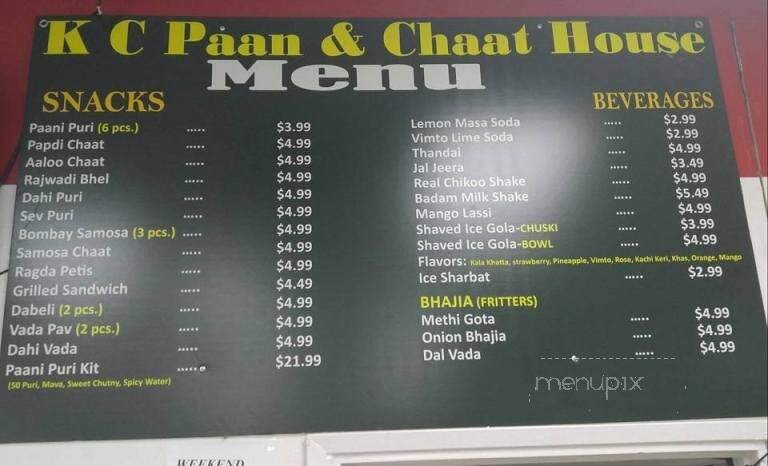 K C Paan & Chaat House
Menu
SNACKS
Paani Puri (6 pcs.) ..... $3.99
Papdi Chaat ..... $4.99
Aaloo Chaat ..... $4.99
Rajwadi Bhel ..... $4.99
Dahi Puri ..... $4.99
Sev Puri ..... $4.99
Bombay Samosa (3 pcs.) ..... $4.99
Samosa Chaat ..... $4.99
Ragda Petis ..... $4.99
Grilled Sandwich ..... $4.49
Dabeli (2 pcs.) ..... $4.99
Vada Pav (2 pcs.) ..... $4.99
Dahi Vada ..... $4.99
Paani Puri Kit ..... $21.99
(50 Puri, Mava, Sweet Chutny, Spicy Water)
BEVERAGES
Lemon Masa Soda ..... $2.99
Vimto Lime Soda ..... $2.99
Thandai ..... $4.99
Jal Jeera ..... $3.49
Real Chikoo Shake ..... $4.99
Badam Milk Shake ..... $5.49
Mango Lassi ..... $4.99
Shaved Ice Gola-CHUSKI ..... $3.99
Shaved Ice Gola-BOWL ..... $4.99
Flavors: Kala Khatta, strawberry, Pineapple, Vimto, Rose, Kachi Keri, Khas, Orange, Mango
Ice Sharbat ..... $2.99
BHAJIA (FRITTERS)
Methi Gota ..... $4.99
Onion Bhajia ..... $4.99
Dal Vada ..... $4.99
menupix
WEEKEND